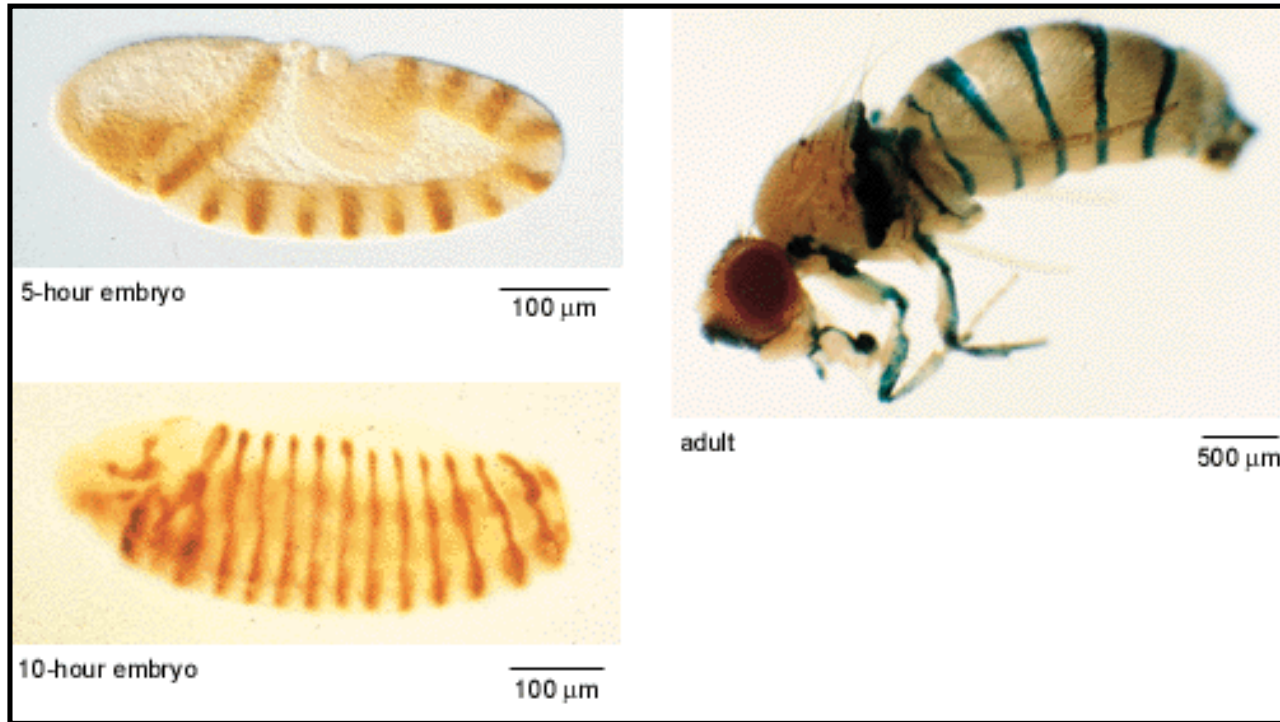 5-hour embryo
100 μm
10-hour embryo
100 μm
adult
500 μm